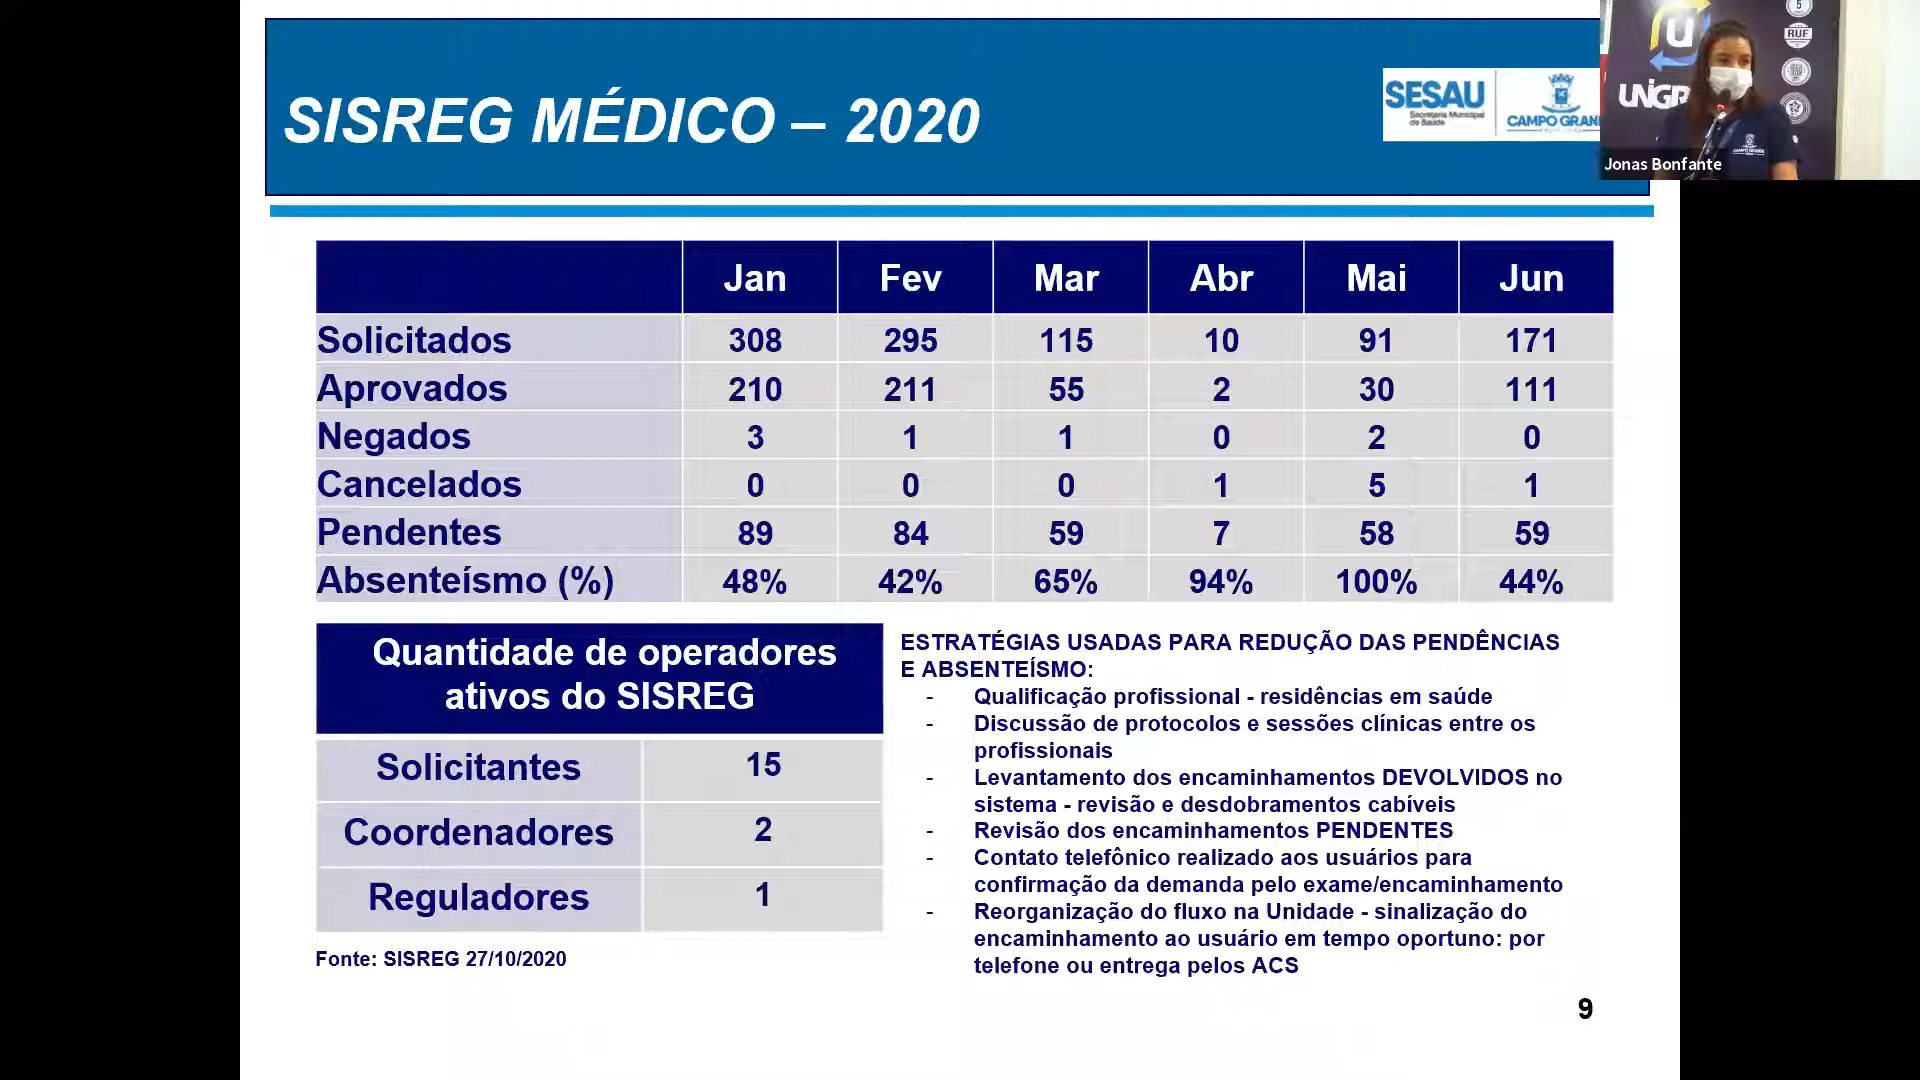 SISREG MÉDICO – 2020
SESAU
Secretaria Municipal
de Saúde
CAMPO GRAN
RUF
5
Jonas Bonfante
Jan Fev Mar Abr Mai Jun
Solicitados 308 295 115 10 91 171
Aprovados 210 211 55 2 30 111
Negados 3 1 1 0 2 0
Cancelados 0 0 0 1 5 1
Pendentes 89 84 59 7 58 59
Absenteísmo (%) 48% 42% 65% 94% 100% 44%
Quantidade de operadores
ativos do SISREG
Solicitantes 15
Coordenadores 2
Reguladores 1
Fonte: SISREG 27/10/2020
ESTRATÉGIAS USADAS PARA REDUÇÃO DAS PENDÊNCIAS
E ABSENTEÍSMO:
- Qualificação profissional - residências em saúde
- Discussão de protocolos e sessões clínicas entre os
profissionais
- Levantamento dos encaminhamentos DEVOLVIDOS no
sistema - revisão e desdobramentos cabíveis
- Revisão dos encaminhamentos PENDENTES
- Contato telefônico realizado aos usuários para
confirmação da demanda pelo exame/encaminhamento
- Reorganização do fluxo na Unidade - sinalização do
encaminhamento ao usuário em tempo oportuno: por
telefone ou entrega pelos ACS
9